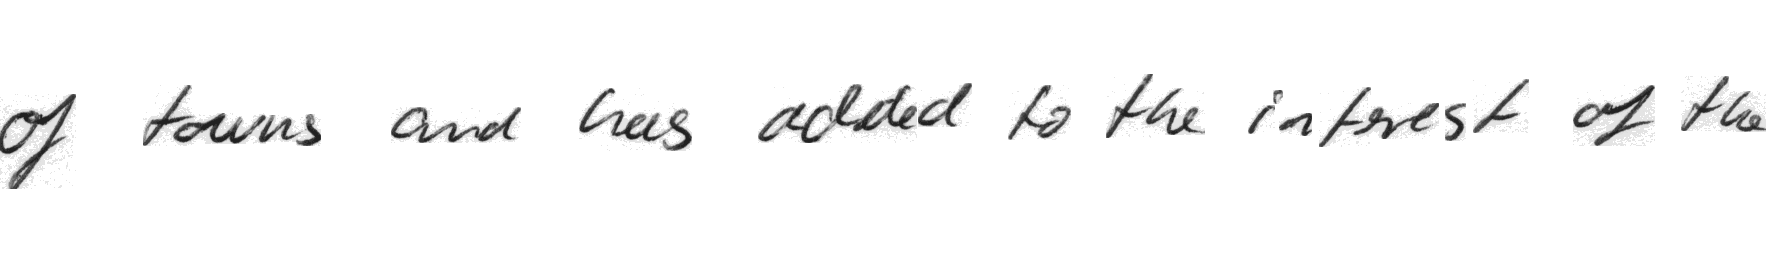 of towns and has added to the interest of the